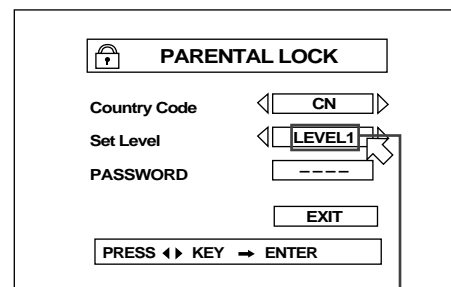 PARENTAL LOCK
Country Code CN
Set Level LEVEL1
PASSWORD ----
EXIT
PRESS ◀▶ KEY → ENTER